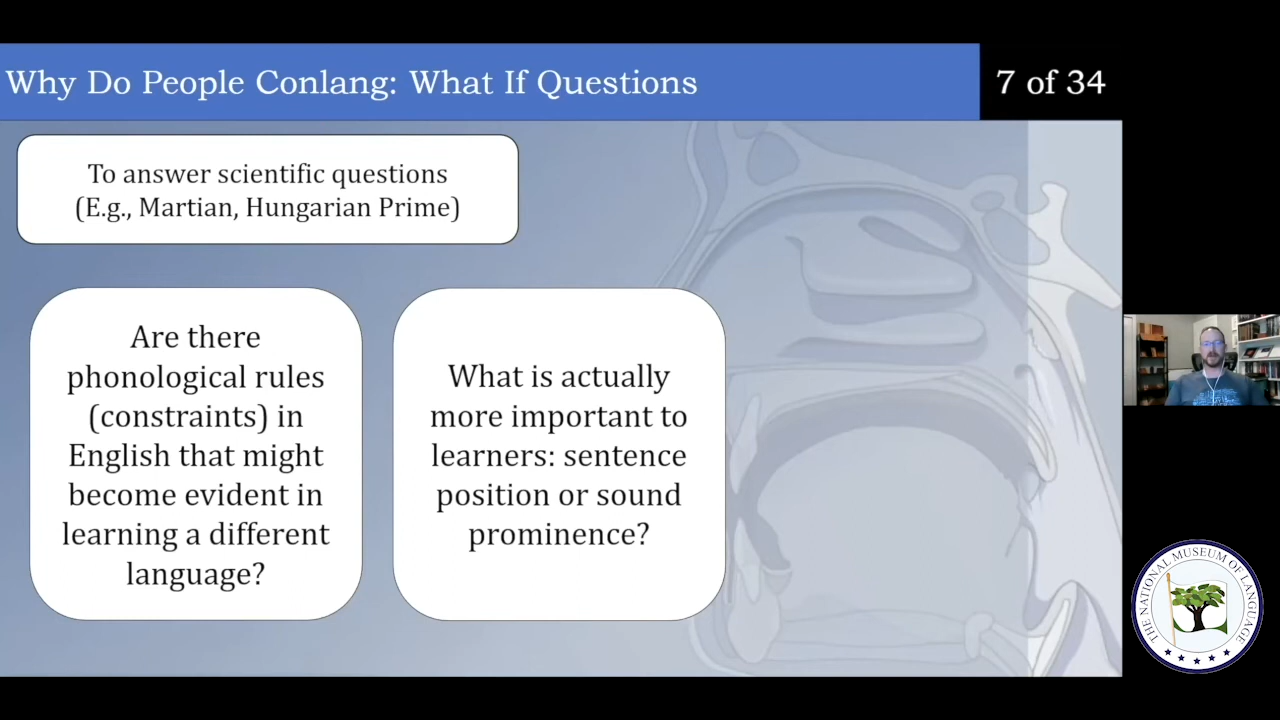 Why Do People Conlang: What If Questions
7 of 34
To answer scientific questions
(E.g., Martian, Hungarian Prime)
Are there
phonological rules
(constraints) in
English that might
become evident in
learning a different
language?
What is actually
more important to
learners: sentence
position or sound
prominence?
THE NATIONAL MUSEUM OF LANGUAGE